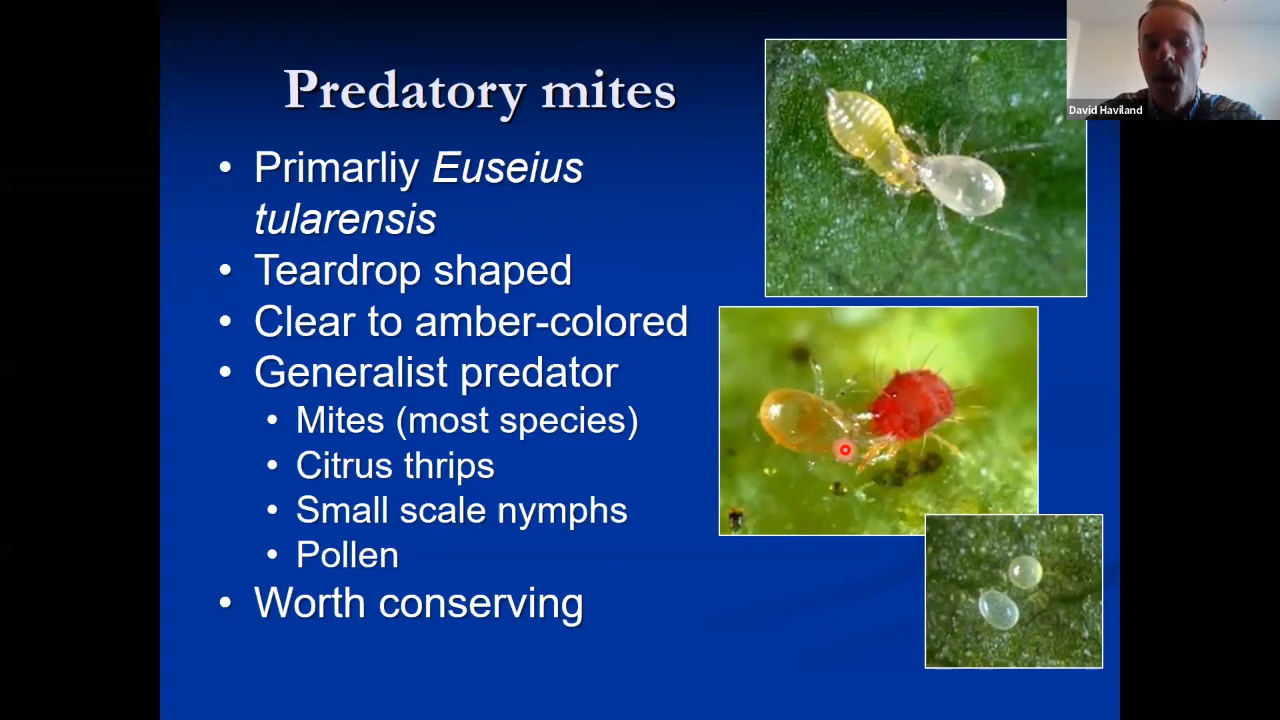 Predatory mites
David Haviland
• Primarliy Euseius
tularensis
• Teardrop shaped
• Clear to amber-colored
• Generalist predator
• Mites (most species)
• Citrus thrips
• Small scale nymphs
• Pollen
• Worth conserving